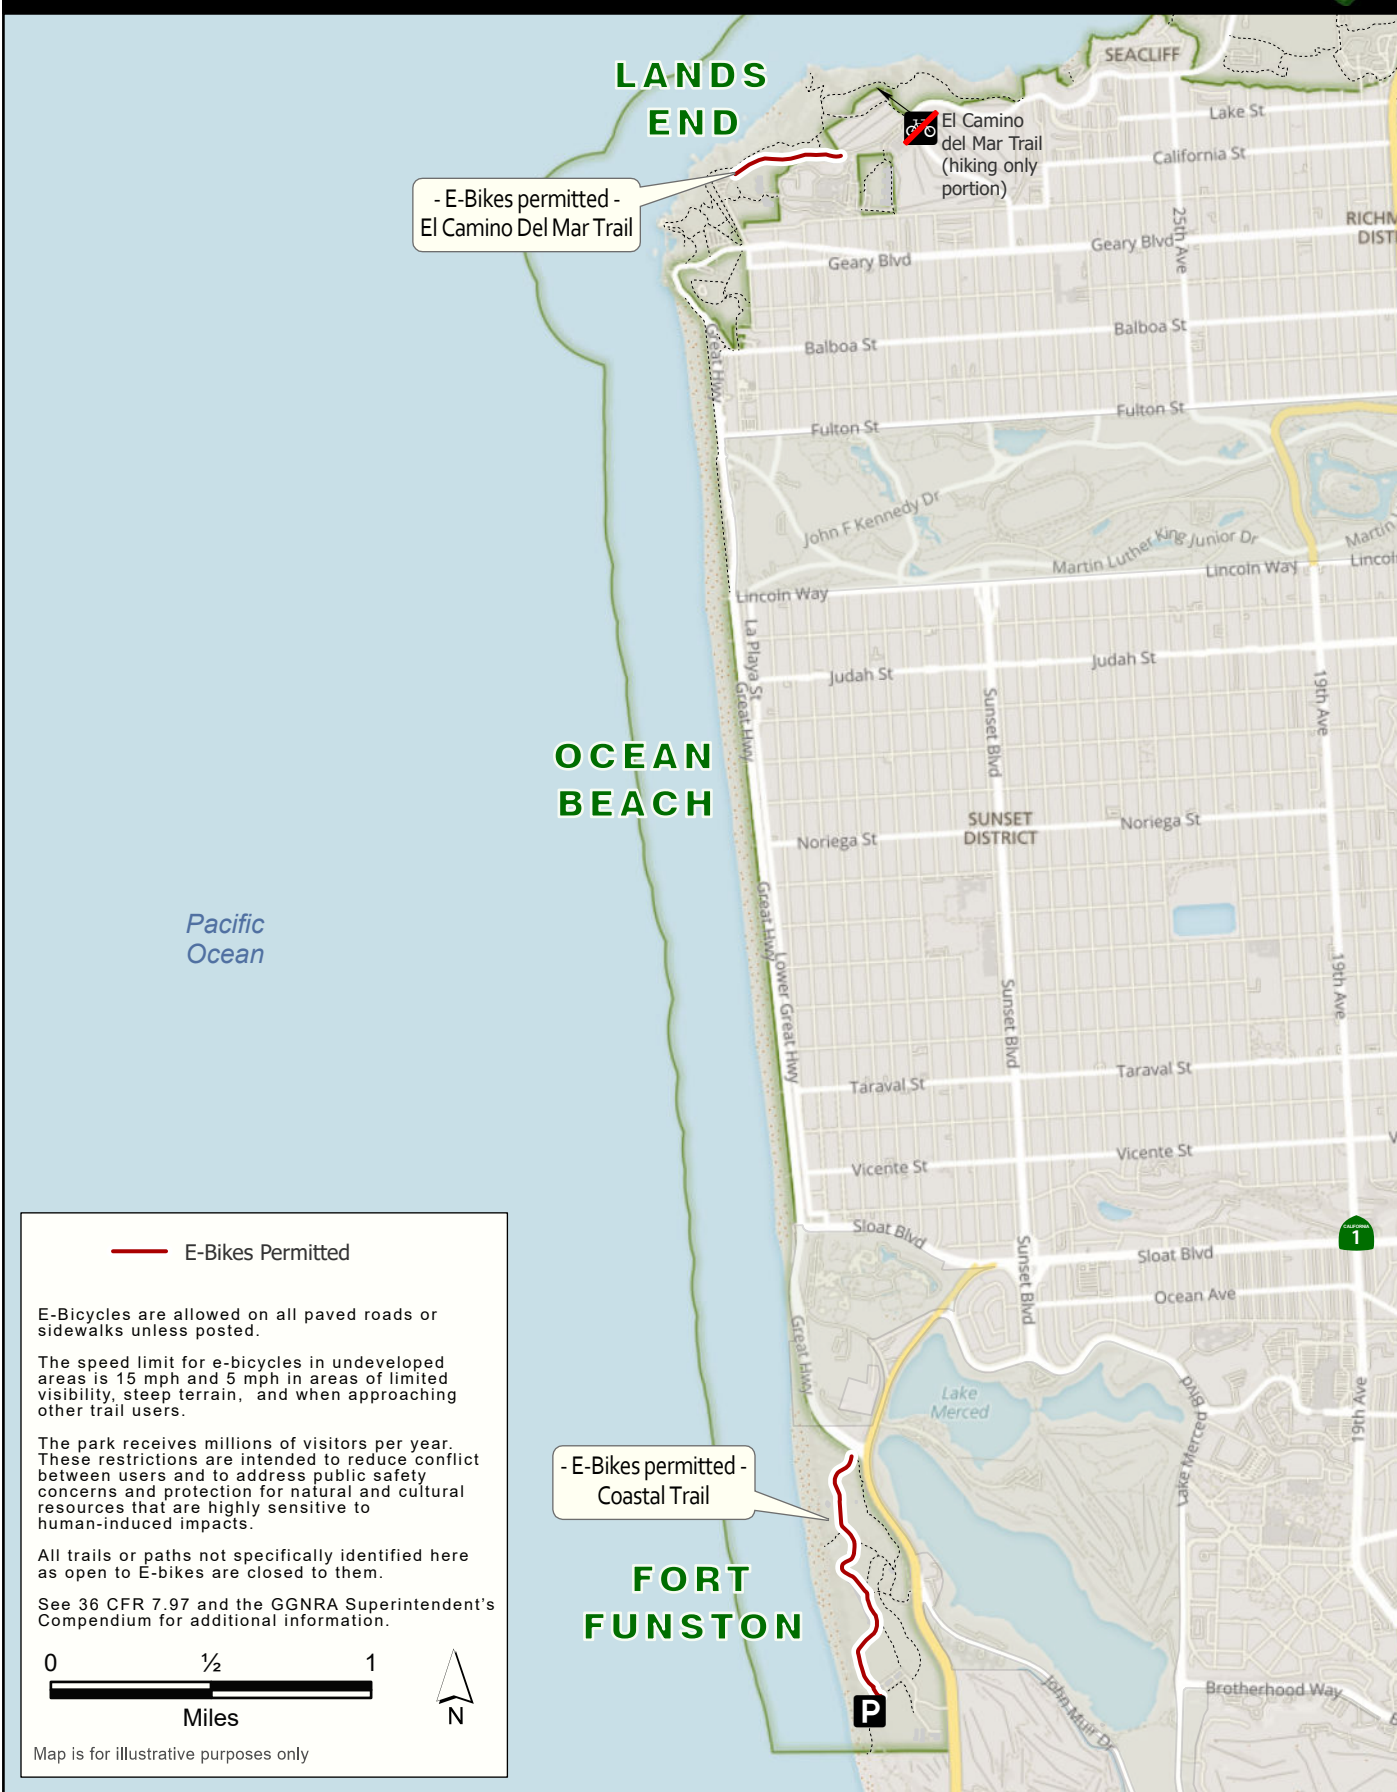 LANDS
END
SEACLIFF
Lake St
El Camino
del Mar Trail
(hiking only
portion)
California St
- E-Bikes permitted -
El Camino Del Mar Trail
25th Ave
Geary Blvd
Geary Blvd
Great Hwy
Balboa St
Balboa St
Fulton St
Fulton St
John F Kennedy Dr
Martin Luther King Junior Dr
Lincoln Way
Lincoln Way
La Playa St
Great Hwy
Judah St
Judah St
19th Ave
Sunset Blvd
OCEAN
BEACH
SUNSET
DISTRICT
Noriega St
Noriega St
Pacific
Ocean
Great Hwy
Lower Great Hwy
Sunset Blvd
19th Ave
Taraval St
Taraval St
Vicente St
Vicente St
Sloat Blvd
Sloat Blvd
CALIFORNIA
1
Sunset Blvd
Ocean Ave
Great Hwy
Lake
Merced
Lake Merced Blvd
19th Ave
- E-Bikes permitted -
Coastal Trail
FORT
FUNSTON
P
John Muir Dr
Brotherhood Way
E-Bikes Permitted
E-Bicycles are allowed on all paved roads or
sidewalks unless posted.
The speed limit for e-bicycles in undeveloped
areas is 15 mph and 5 mph in areas of limited
visibility, steep terrain, and when approaching
other trail users.
The park receives millions of visitors per year.
These restrictions are intended to reduce conflict
between users and to address public safety
concerns and protection for natural and cultural
resources that are highly sensitive to
human-induced impacts.
All trails or paths not specifically identified here
as open to E-bikes are closed to them.
See 36 CFR 7.97 and the GGNRA Superintendent's
Compendium for additional information.
0 ½ 1
Miles
N
Map is for illustrative purposes only